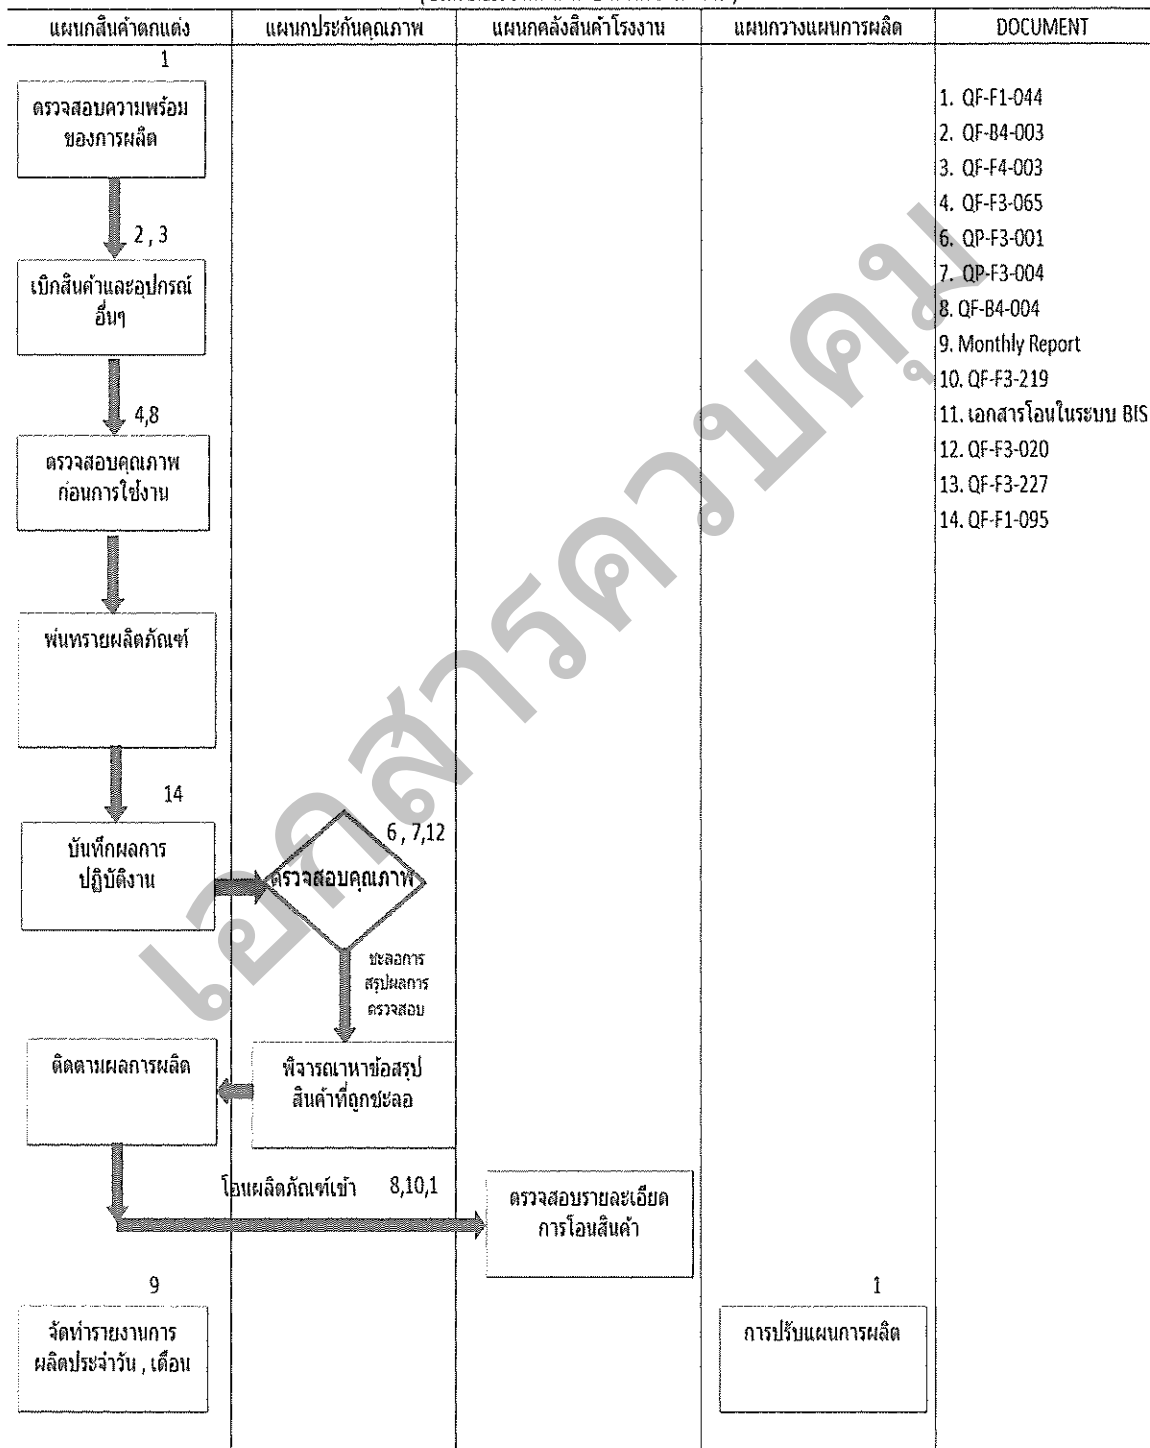 แผนกสินค้าตกแต่ง
แผนกประกันคุณภาพ
แผนกคลังสินค้าโรงงาน
แผนกวางแผนการผลิต
DOCUMENT
1
ตรวจสอบความพร้อม
ของการผลิต
2 , 3
เบิกสินค้าและอุปกรณ์
อื่นๆ
4,8
ตรวจสอบคุณภาพ
ก่อนการใช้งาน
พ่นทรายผลิตภัณฑ์
14
บันทึกผลการ
ปฏิบัติงาน
6 , 7,12
ตรวจสอบคุณภาพ
ชะลอการ
สรุปผลการ
ตรวจสอบ
ติดตามผลการผลิต
พิจารณาหาข้อสรุป
สินค้าที่ถูกชะลอ
โอนผลิตภัณฑ์เข้า
8,10,1
ตรวจสอบรายละเอียด
การโอนสินค้า
9
จัดทำรายงานการ
ผลิตประจำวัน , เดือน
1
การปรับแผนการผลิต
1. QF-F1-044
2. QF-B4-003
3. QF-F4-003
4. QF-F3-065
6. QP-F3-001
7. QP-F3-004
8. QF-B4-004
9. Monthly Report
10. QF-F3-219
11. เอกสารโอนในระบบ BIS
12. QF-F3-020
13. QF-F3-227
14. QF-F1-095
เอกสารควบคุม